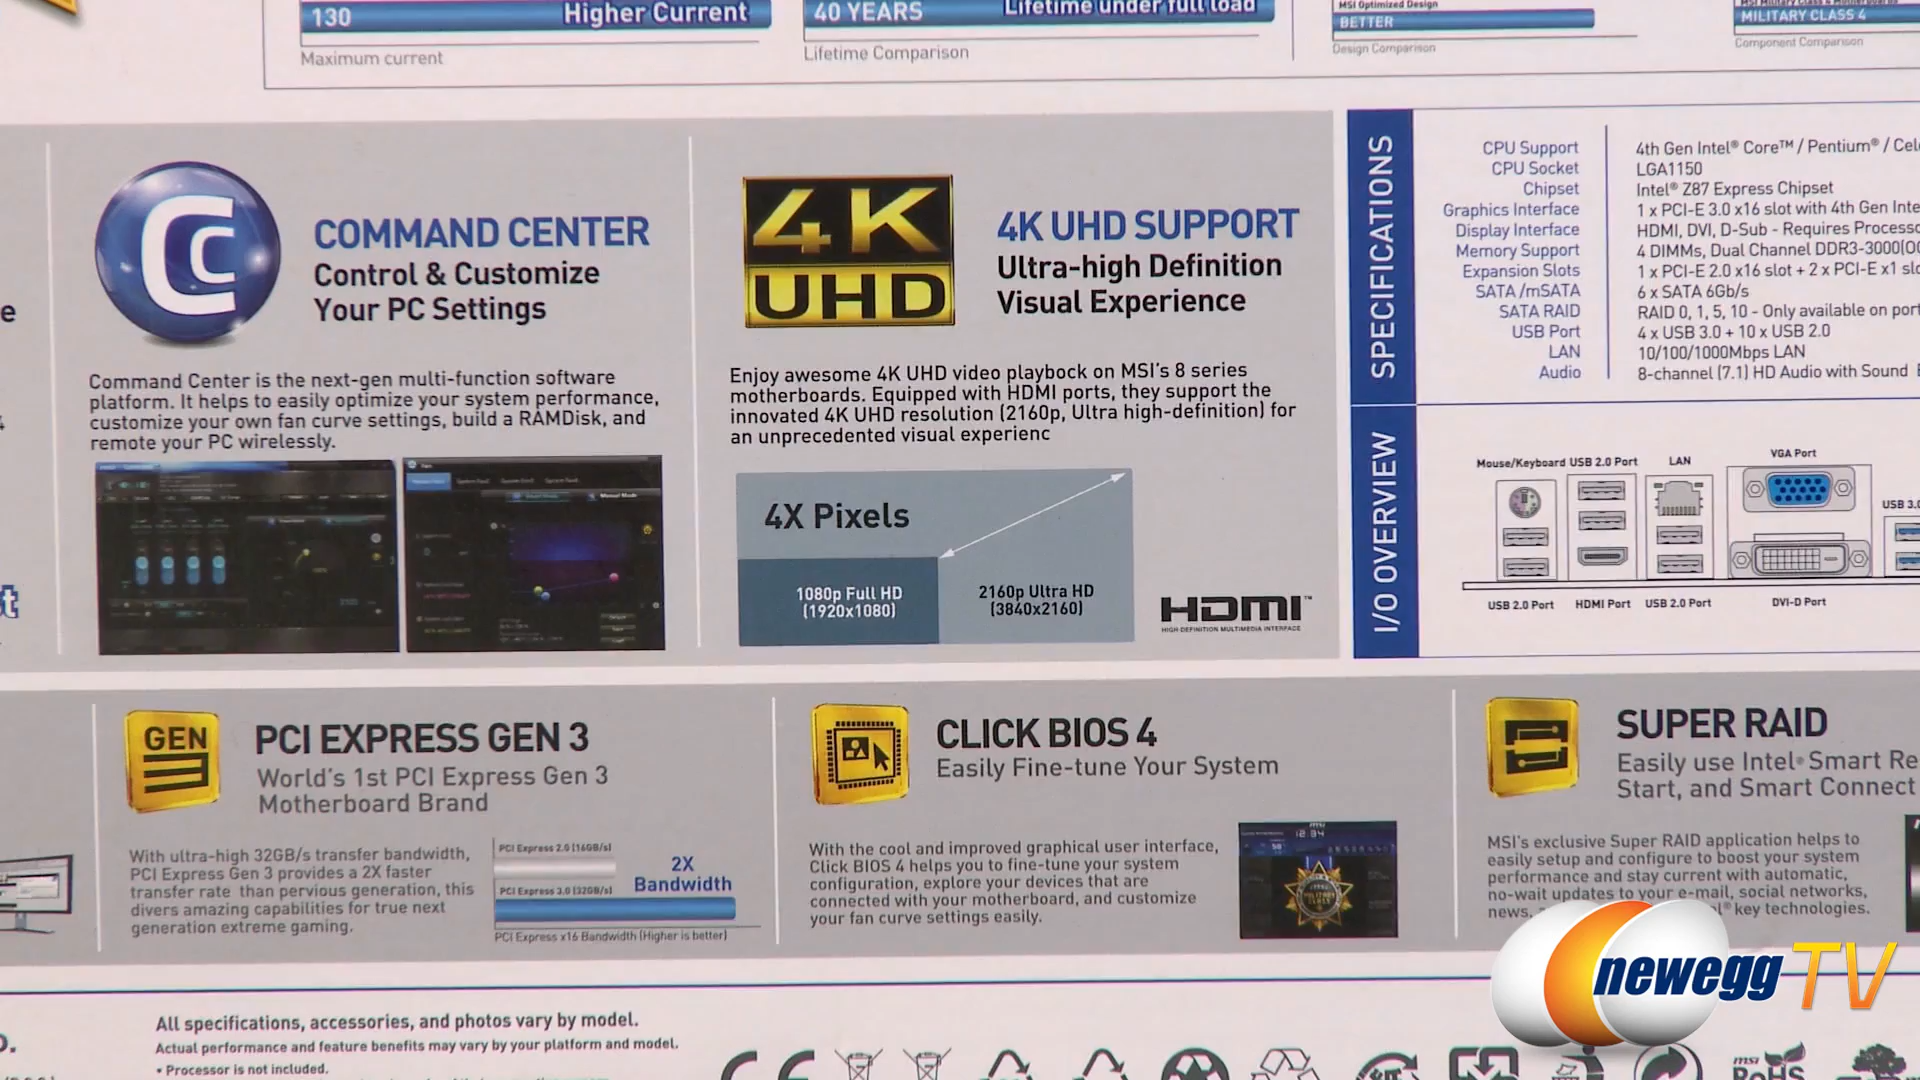 130 Higher Current
Maximum current
40 YEARS Lifetime under full load
Lifetime Comparison
MSI Optimized Design
BETTER
Design Comparison
MILITARY CLASS 4
Component Comparison
COMMAND CENTER
Control & Customize
Your PC Settings
Command Center is the next-gen multi-function software
platform. It helps to easily optimize your system performance,
customize your own fan curve settings, build a RAMDisk, and
remote your PC wirelessly.
4K
UHD
4K UHD SUPPORT
Ultra-high Definition
Visual Experience
Enjoy awesome 4K UHD video playback on MSI's 8 series
motherboards. Equipped with HDMI ports, they support the
innovated 4K UHD resolution (2160p, Ultra high-definition) for
an unprecedented visual experienc
4X Pixels
1080p Full HD
(1920x1080)
2160p Ultra HD
(3840x2160)
HDMI™
HIGH-DEFINITION MULTIMEDIA INTERFACE
SPECIFICATIONS
CPU Support 4th Gen Intel® Core™ / Pentium® / Cel
CPU Socket LGA1150
Chipset Intel® Z87 Express Chipset
Graphics Interface 1 x PCI-E 3.0 x16 slot with 4th Gen Inte
Display Interface HDMI, DVI, D-Sub - Requires Processo
Memory Support 4 DIMMs, Dual Channel DDR3-3000(OC
Expansion Slots 1 x PCI-E 2.0 x16 slot + 2 x PCI-E x1 slo
SATA /mSATA 6 x SATA 6Gb/s
SATA RAID RAID 0, 1, 5, 10 - Only available on port
USB Port 4 x USB 3.0 + 10 x USB 2.0
LAN 10/100/1000Mbps LAN
Audio 8-channel (7.1) HD Audio with Sound
I/O OVERVIEW
Mouse/Keyboard USB 2.0 Port LAN VGA Port
USB 3.0
USB 2.0 Port HDMI Port USB 2.0 Port DVI-D Port
GEN
3
PCI EXPRESS GEN 3
World's 1st PCI Express Gen 3
Motherboard Brand
With ultra-high 32GB/s transfer bandwidth,
PCI Express Gen 3 provides a 2X faster
transfer rate than pervious generation, this
divers amazing capabilities for true next
generation extreme gaming.
PCI Express 2.0 (16GB/s)
PCI Express 3.0 (32GB/s)
2X
Bandwidth
PCI Express x16 Bandwidth (Higher is better)
CLICK BIOS 4
Easily Fine-tune Your System
With the cool and improved graphical user interface,
Click BIOS 4 helps you to fine-tune your system
configuration, explore your devices that are
connected with your motherboard, and customize
your fan curve settings easily.
SUPER RAID
Easily use Intel® Smart Re
Start, and Smart Connect
MSI's exclusive Super RAID application helps to
easily setup and configure to boost your system
performance and stay current with automatic,
no-wait updates to your e-mail, social networks,
news, key technologies.
newegg TV
All specifications, accessories, and photos vary by model.
Actual performance and feature benefits may vary by your platform and model.
• Processor is not included.
CE
msi
RoHS